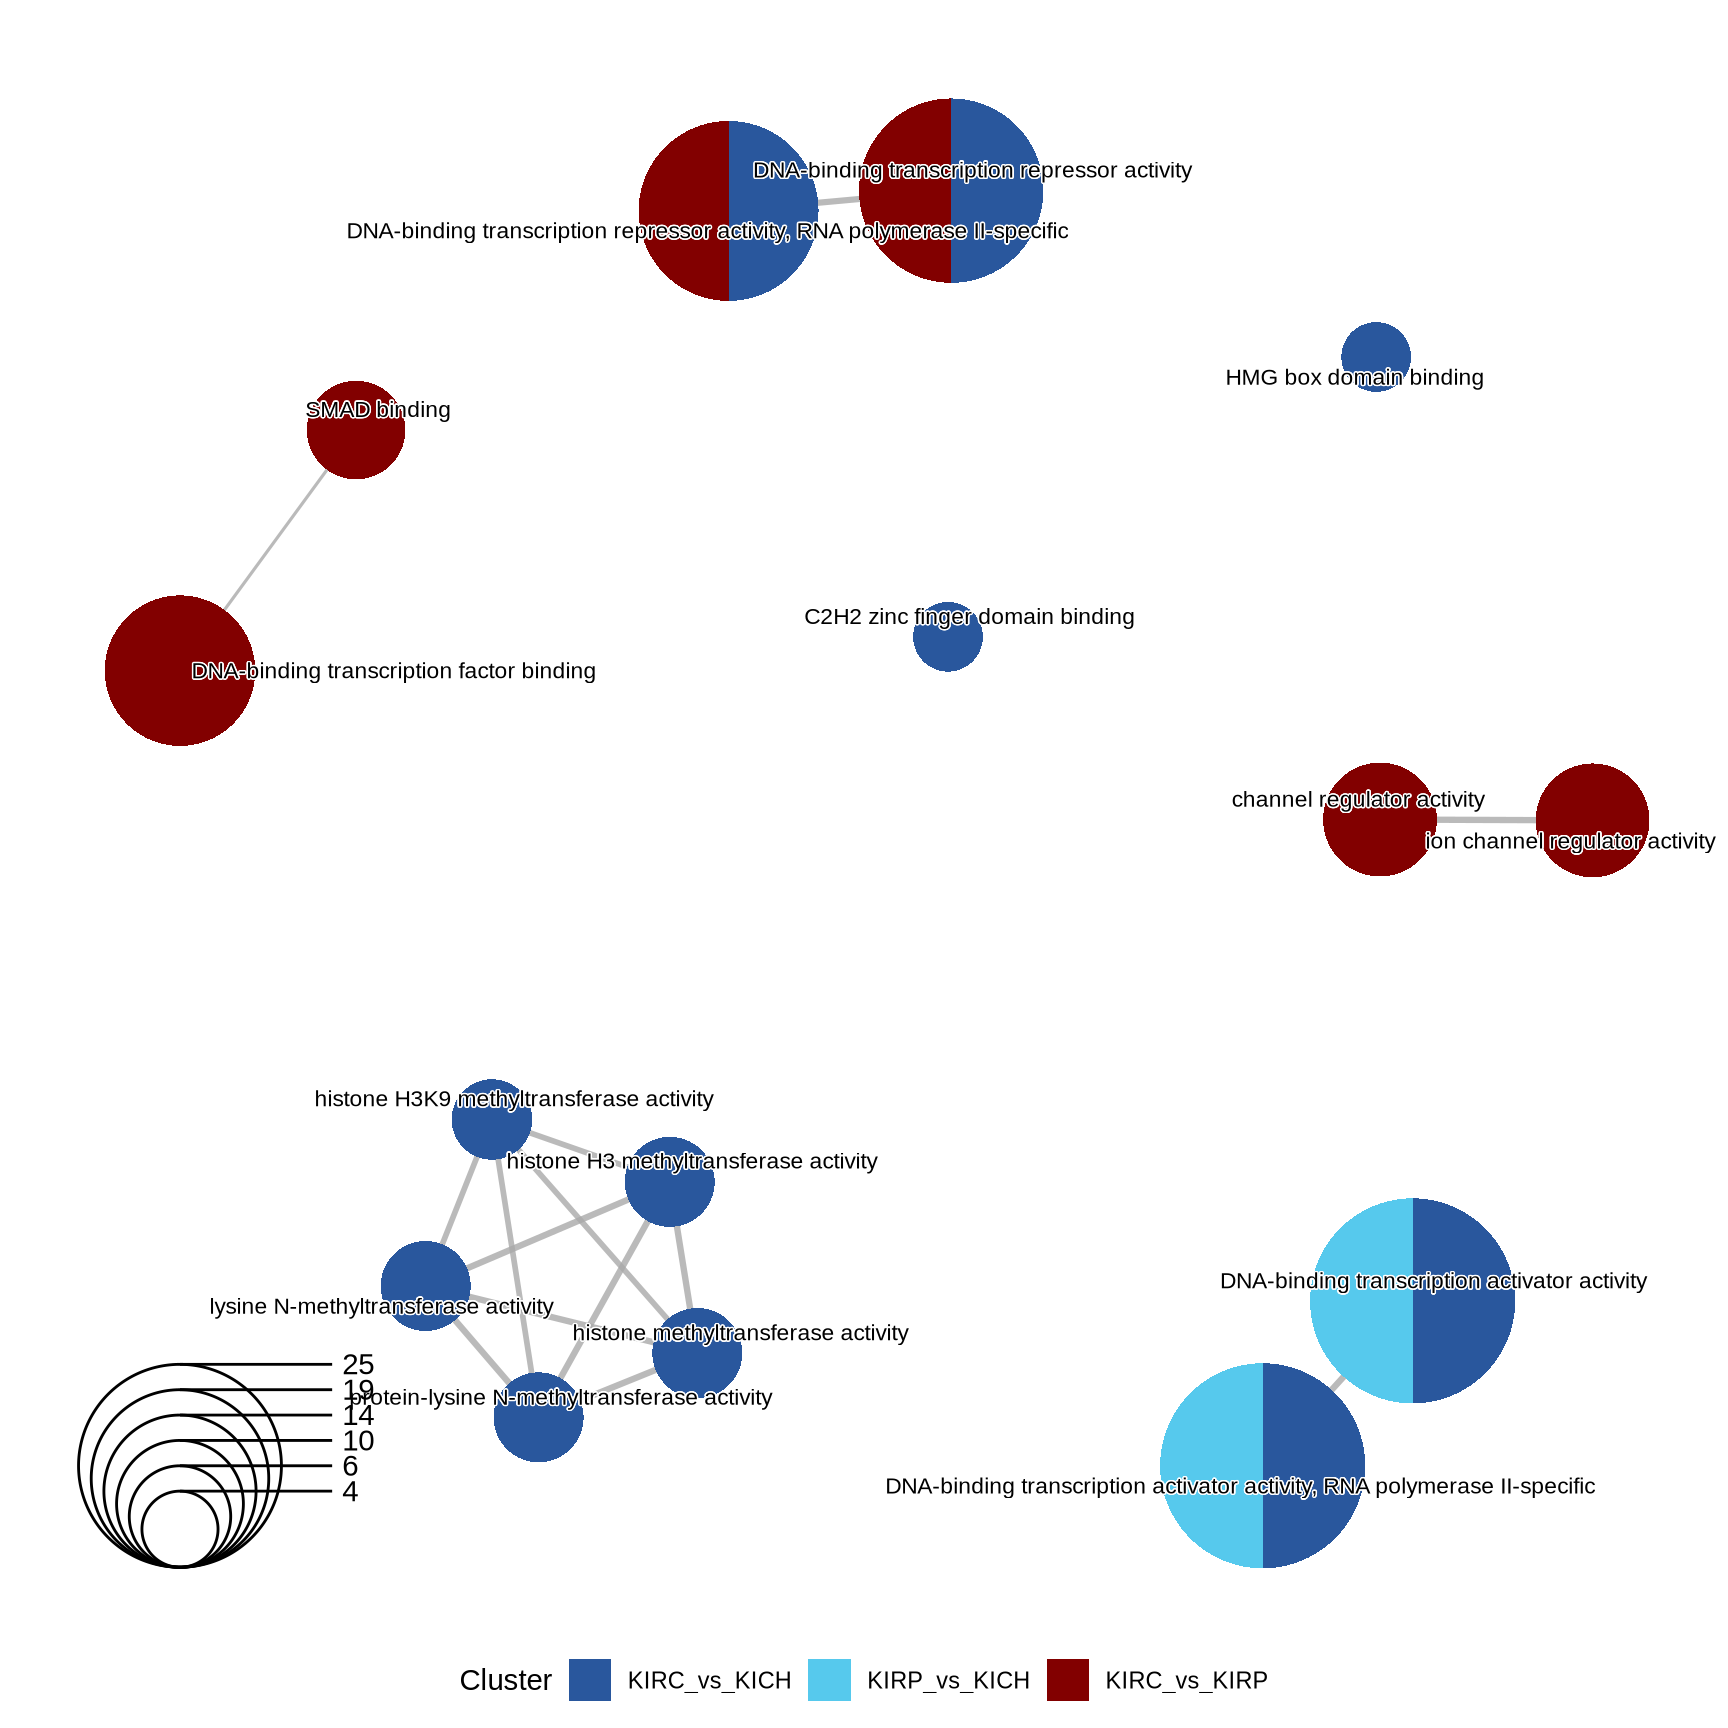 DNA-binding transcription repressor activity
DNA-binding transcription repressor activity, RNA polymerase II-specific
HMG box domain binding
SMAD binding
C2H2 zinc finger domain binding
DNA-binding transcription factor binding
channel regulator activity
ion channel regulator activity
histone H3K9 methyltransferase activity
histone H3 methyltransferase activity
DNA-binding transcription activator activity
lysine N-methyltransferase activity
histone methyltransferase activity
25
19
protein-lysine N-methyltransferase activity
14
10
6
4
DNA-binding transcription activator activity, RNA polymerase II-specific
Cluster KIRC_vs_KICH KIRP_vs_KICH KIRC_vs_KIRP